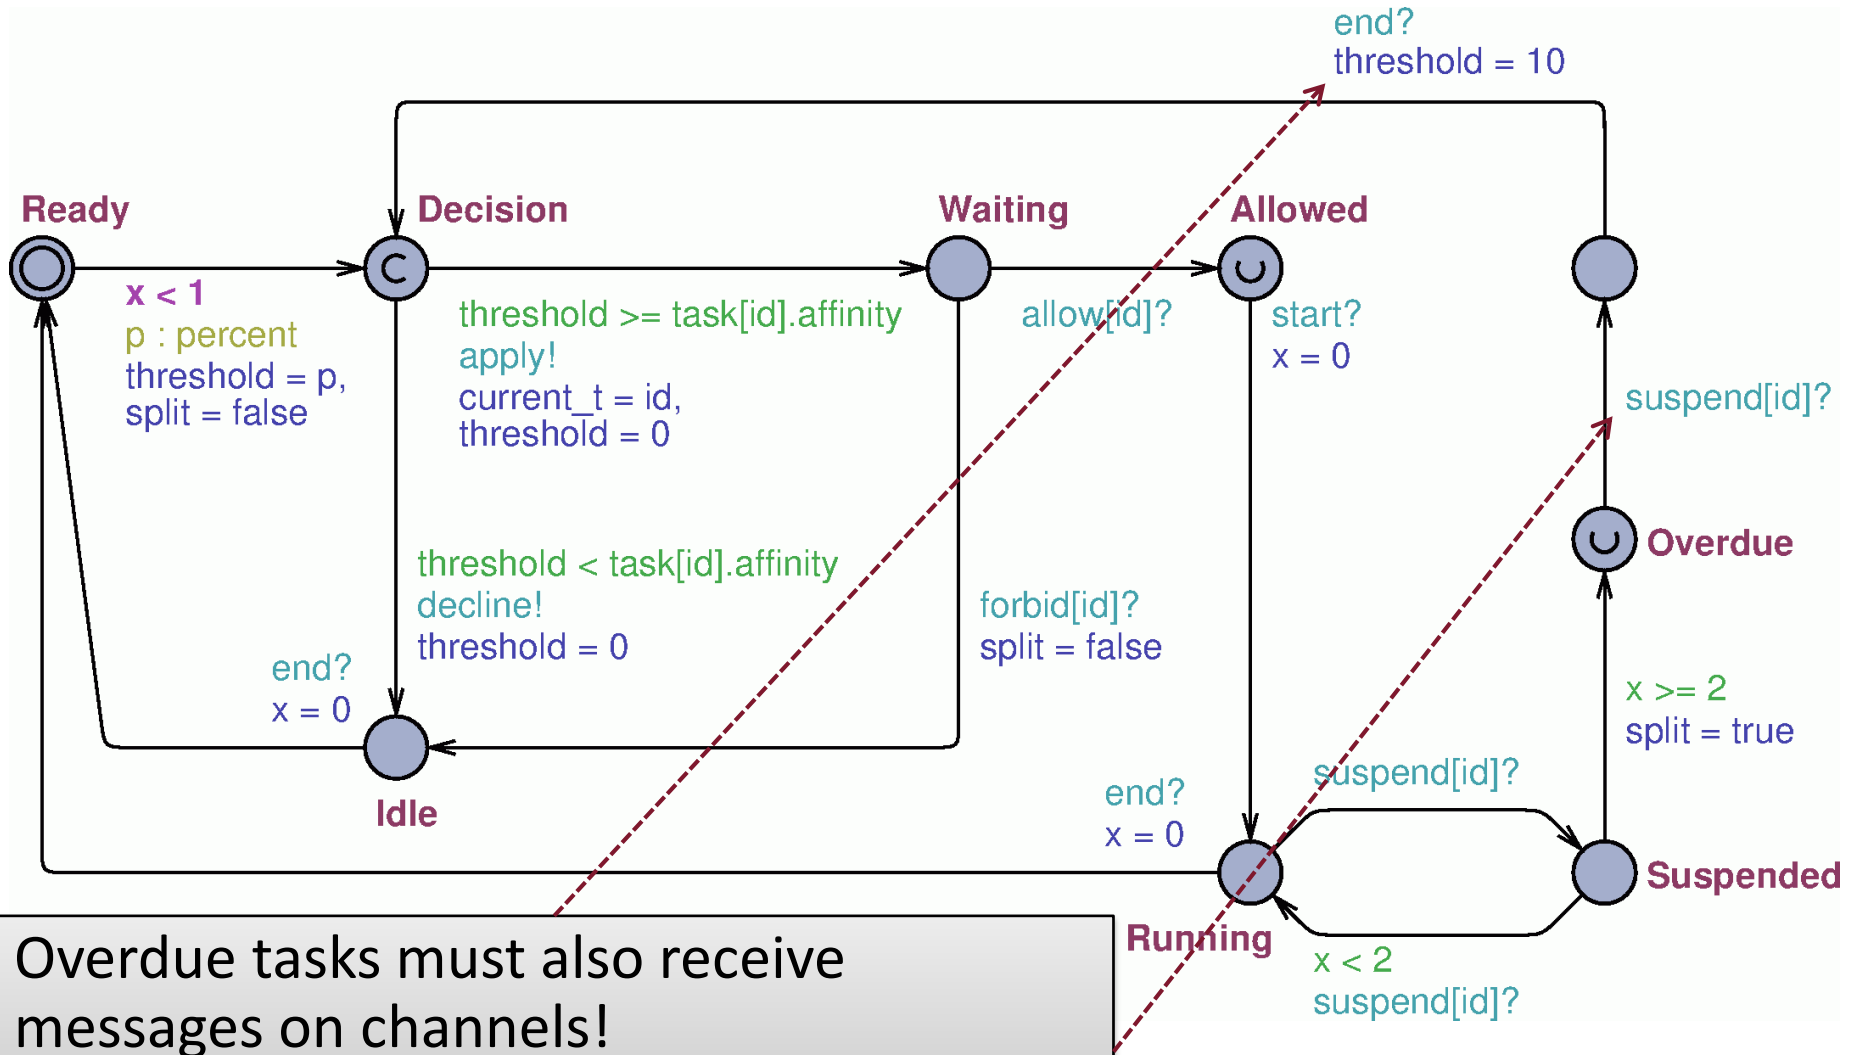 end?
threshold = 10
Ready
Decision
Waiting
Allowed
x < 1
p : percent
threshold = p,
split = false
threshold >= task[id].affinity
apply!
current_t = id,
threshold = 0
allow[id]?
start?
x = 0
suspend[id]?
Overdue
threshold < task[id].affinity
decline!
threshold = 0
forbid[id]?
split = false
end?
x = 0
x >= 2
split = true
Idle
end?
x = 0
suspend[id]?
Suspended
Running
x < 2
suspend[id]?
Overdue tasks must also receive
messages on channels!